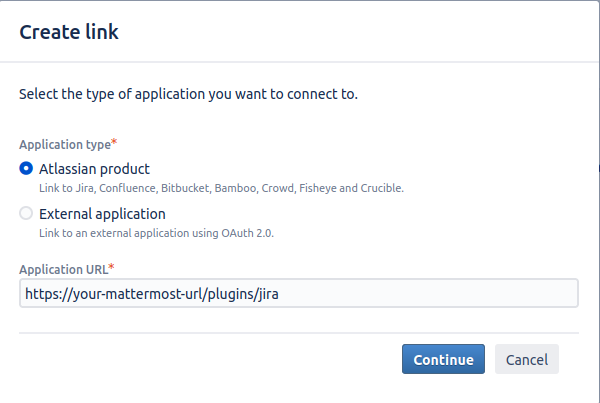 Create link
Select the type of application you want to connect to.
Application type*
Atlassian product
Link to Jira, Confluence, Bitbucket, Bamboo, Crowd, Fisheye and Crucible.
External application
Link to an external application using OAuth 2.0.
Application URL*
https://your-mattermost-url/plugins/jira
Continue Cancel